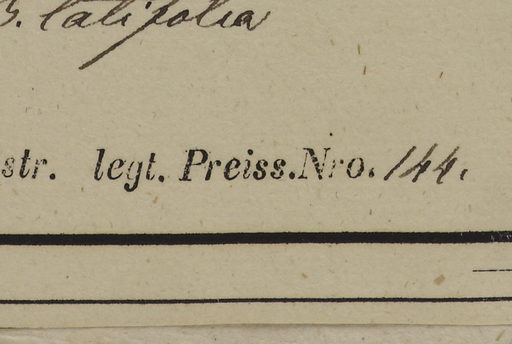 B. latifolia
str. legt. Preiss. Nro. 144.